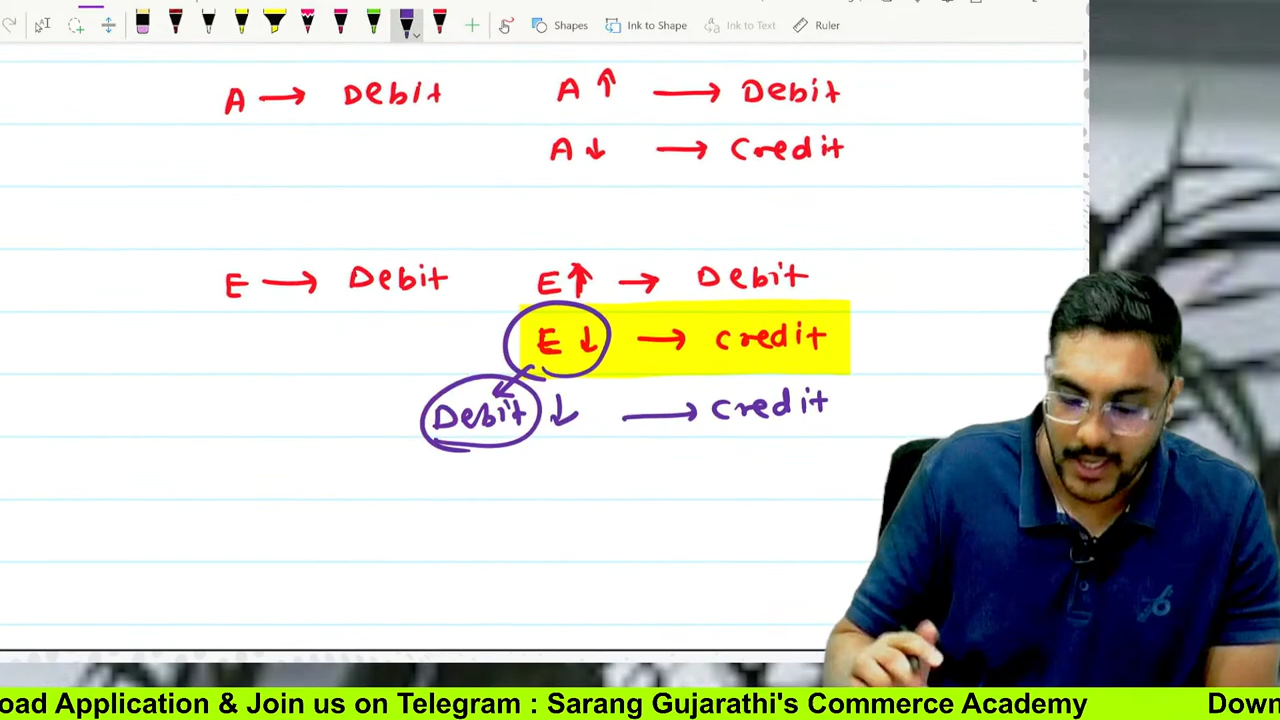 Shapes Ink to Shape Ink to Text Ruler
A → Debit A ↑ → Debit
A ↓ → Credit
E → Debit E ↑ → Debit
E ↓ → credit
Debit ↓ → credit
oad Application & Join us on Telegram : Sarang Gujarathi's Commerce Academy Down